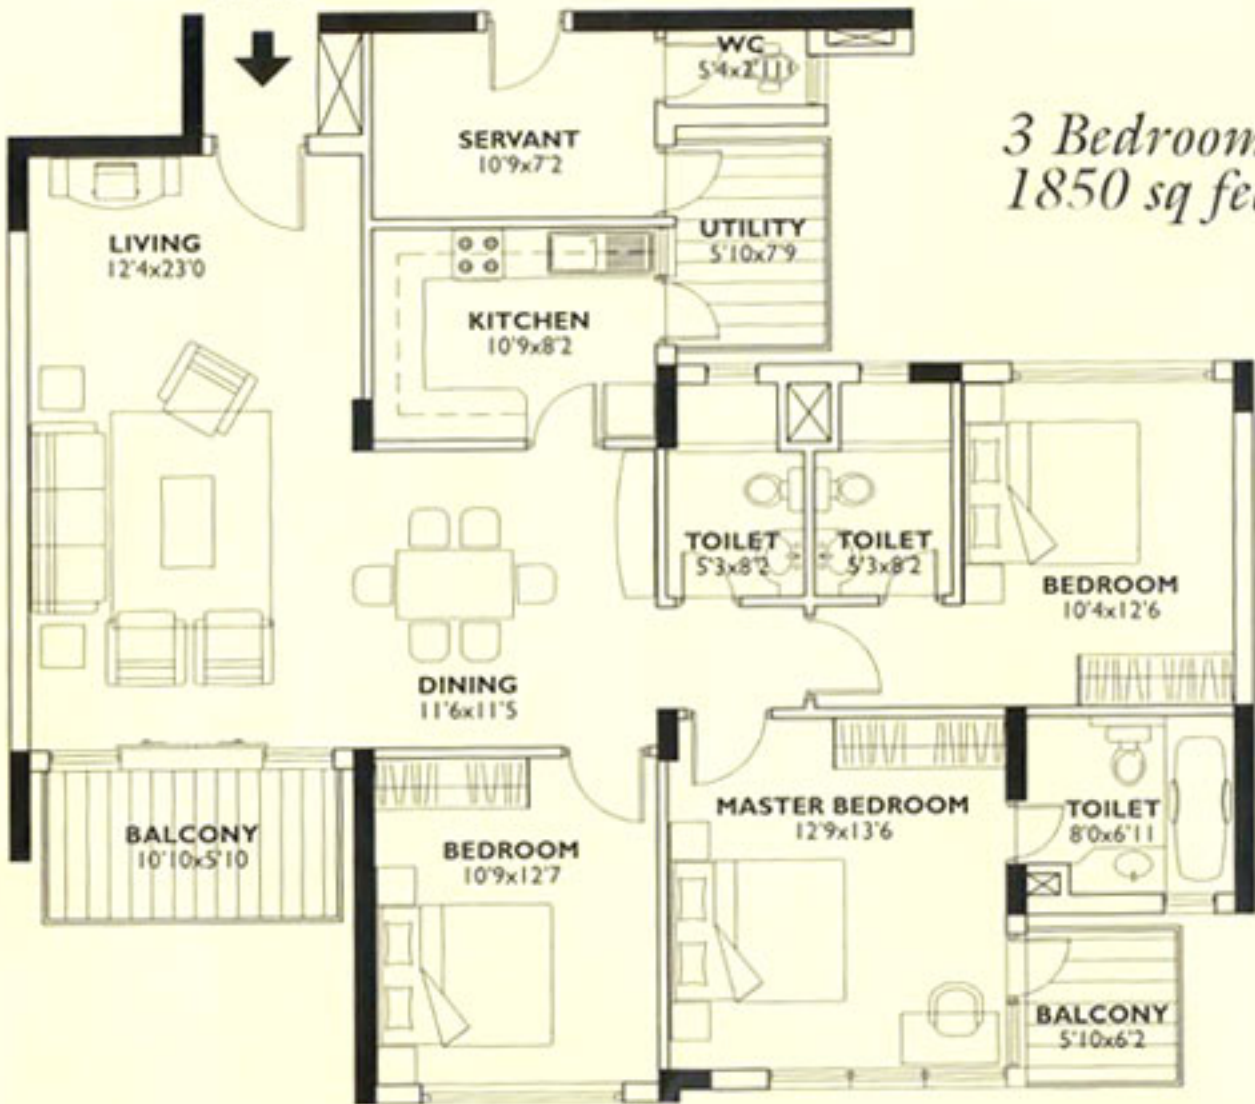 WC
5'4x2'11
3 Bedroom
1850 sq fe
SERVANT
10'9x7'2
UTILITY
5'10x7'9
LIVING
12'4x23'0
KITCHEN
10'9x8'2
TOILET
5'3x8'2
TOILET
5'3x8'2
BEDROOM
10'4x12'6
DINING
11'6x11'5
MASTER BEDROOM
12'9x13'6
TOILET
8'0x6'11
BALCONY
10'10x5'10
BEDROOM
10'9x12'7
BALCONY
5'10x6'2